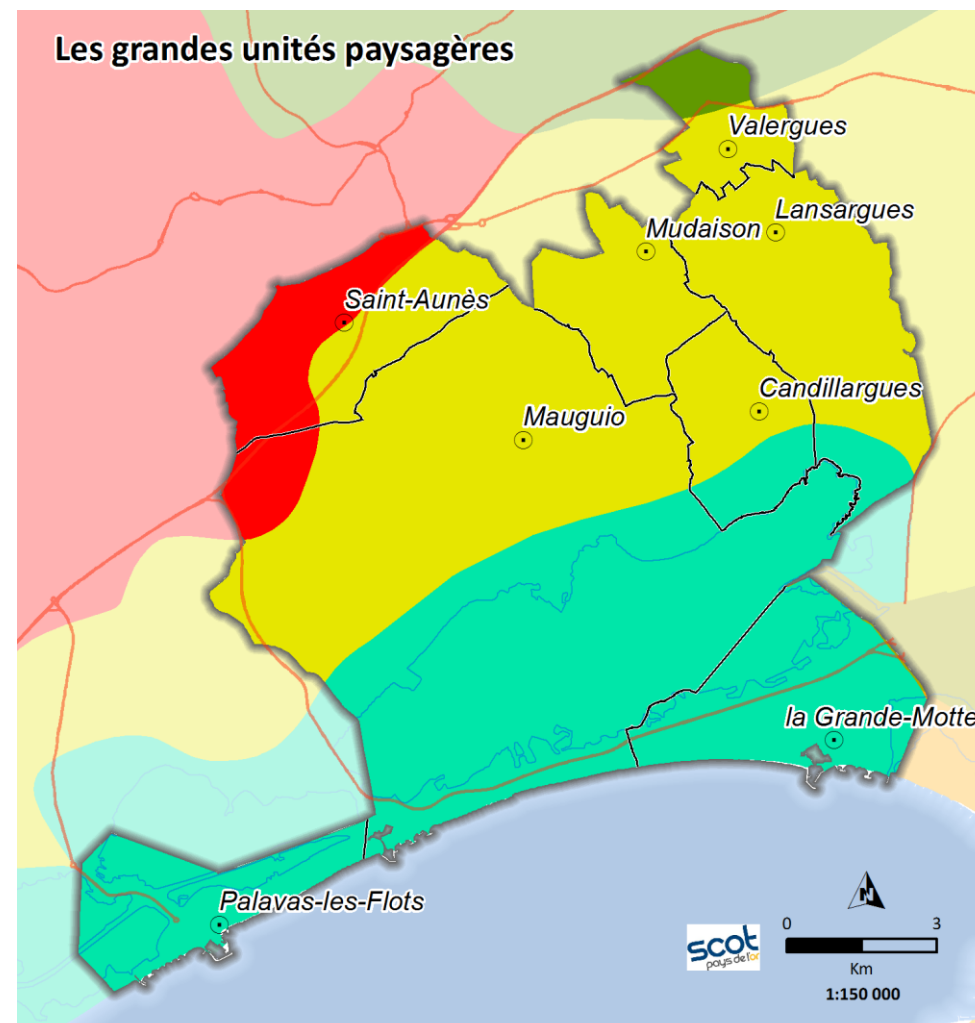 Les grandes unités paysagères
Valergues
Lansargues
Mudaison
Saint-Aunès
Candillargues
Mauguio
la Grande-Motte
Palavas-les-Flots
N
0 3
Km
1:150 000
scot
pays de l'or